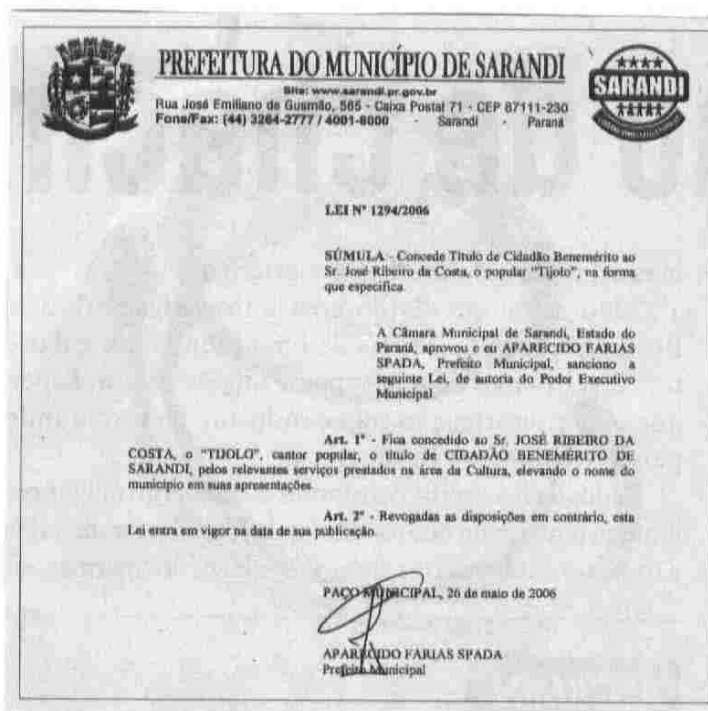 PREFEITURA DO MUNICÍPIO DE SARANDI
Site: www.sarandi.pr.gov.br
Rua José Emiliano de Gusmão, 565 - Caixa Postal 71 - CEP 87111-230
Fone/Fax: (44) 3264-2777 / 4001-8000 - Sarandi - Paraná
SARANDI
LEI Nº 1294/2006
SÚMULA - Concede Título de Cidadão Benemérito ao
Sr. José Ribeiro da Costa, o popular "Tijolo", na forma
que especifica.
A Câmara Municipal de Sarandi, Estado do
Paraná, aprovou e eu APARECIDO FARIAS
SPADA, Prefeito Municipal, sanciono a
seguinte Lei, de autoria do Poder Executivo
Municipal.
Art. 1º - Fica concedido ao Sr. JOSÉ RIBEIRO DA
COSTA, o "TIJOLO", cantor popular, o título de CIDADÃO BENEMÉRITO DE
SARANDI, pelos relevantes serviços prestados na área da Cultura, elevando o nome do
município em suas apresentações.
Art. 2º - Revogadas as disposições em contrário, esta
Lei entra em vigor na data de sua publicação.
PAÇO MUNICIPAL, 26 de maio de 2006
APARECIDO FARIAS SPADA
Prefeito Municipal